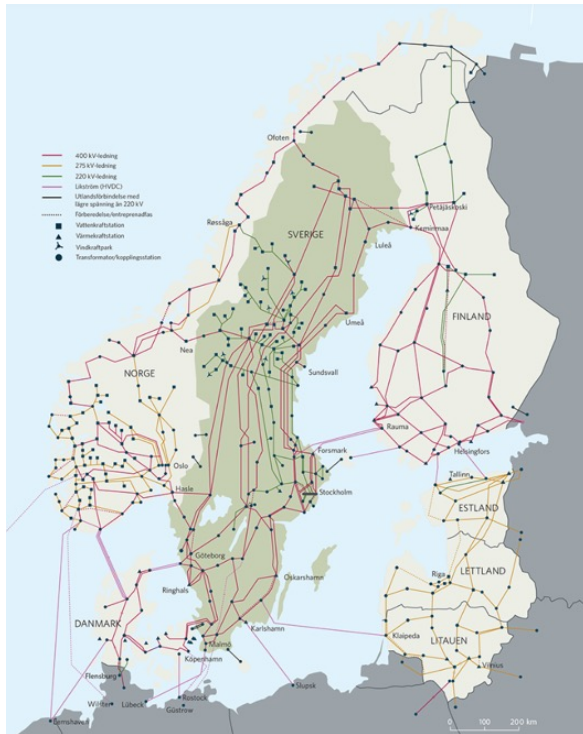 400 kV-ledning
275 kV-ledning
220 kV-ledning
Likström (HVDC)
Utlandsförbindelse med
lägre spänning än 220 kV
Förberedelse/entreprenadfas
Vattenkraftstation
Värmekraftstation
Vindkraftpark
Transformator/kopplingsstation
Ofoten
Røssåga
SVERIGE
Petäjäskoski
Keminmaa
Luleå
FINLAND
Umeå
Nea
NORGE
Sundsvall
Rauma
Forsmark
Helsingfors
Oslo
Tallinn
Hasle
Stockholm
ESTLAND
Göteborg
LETTLAND
Riga
Oskarshamn
Ringhals
DANMARK
Karlshamn
Klaipeda
LITAUEN
Malmö
Köpenhamn
Vilnius
Flensburg
Slupsk
Rostock
Lübeck
Güstrow
Eemshaven
0 100 200 km